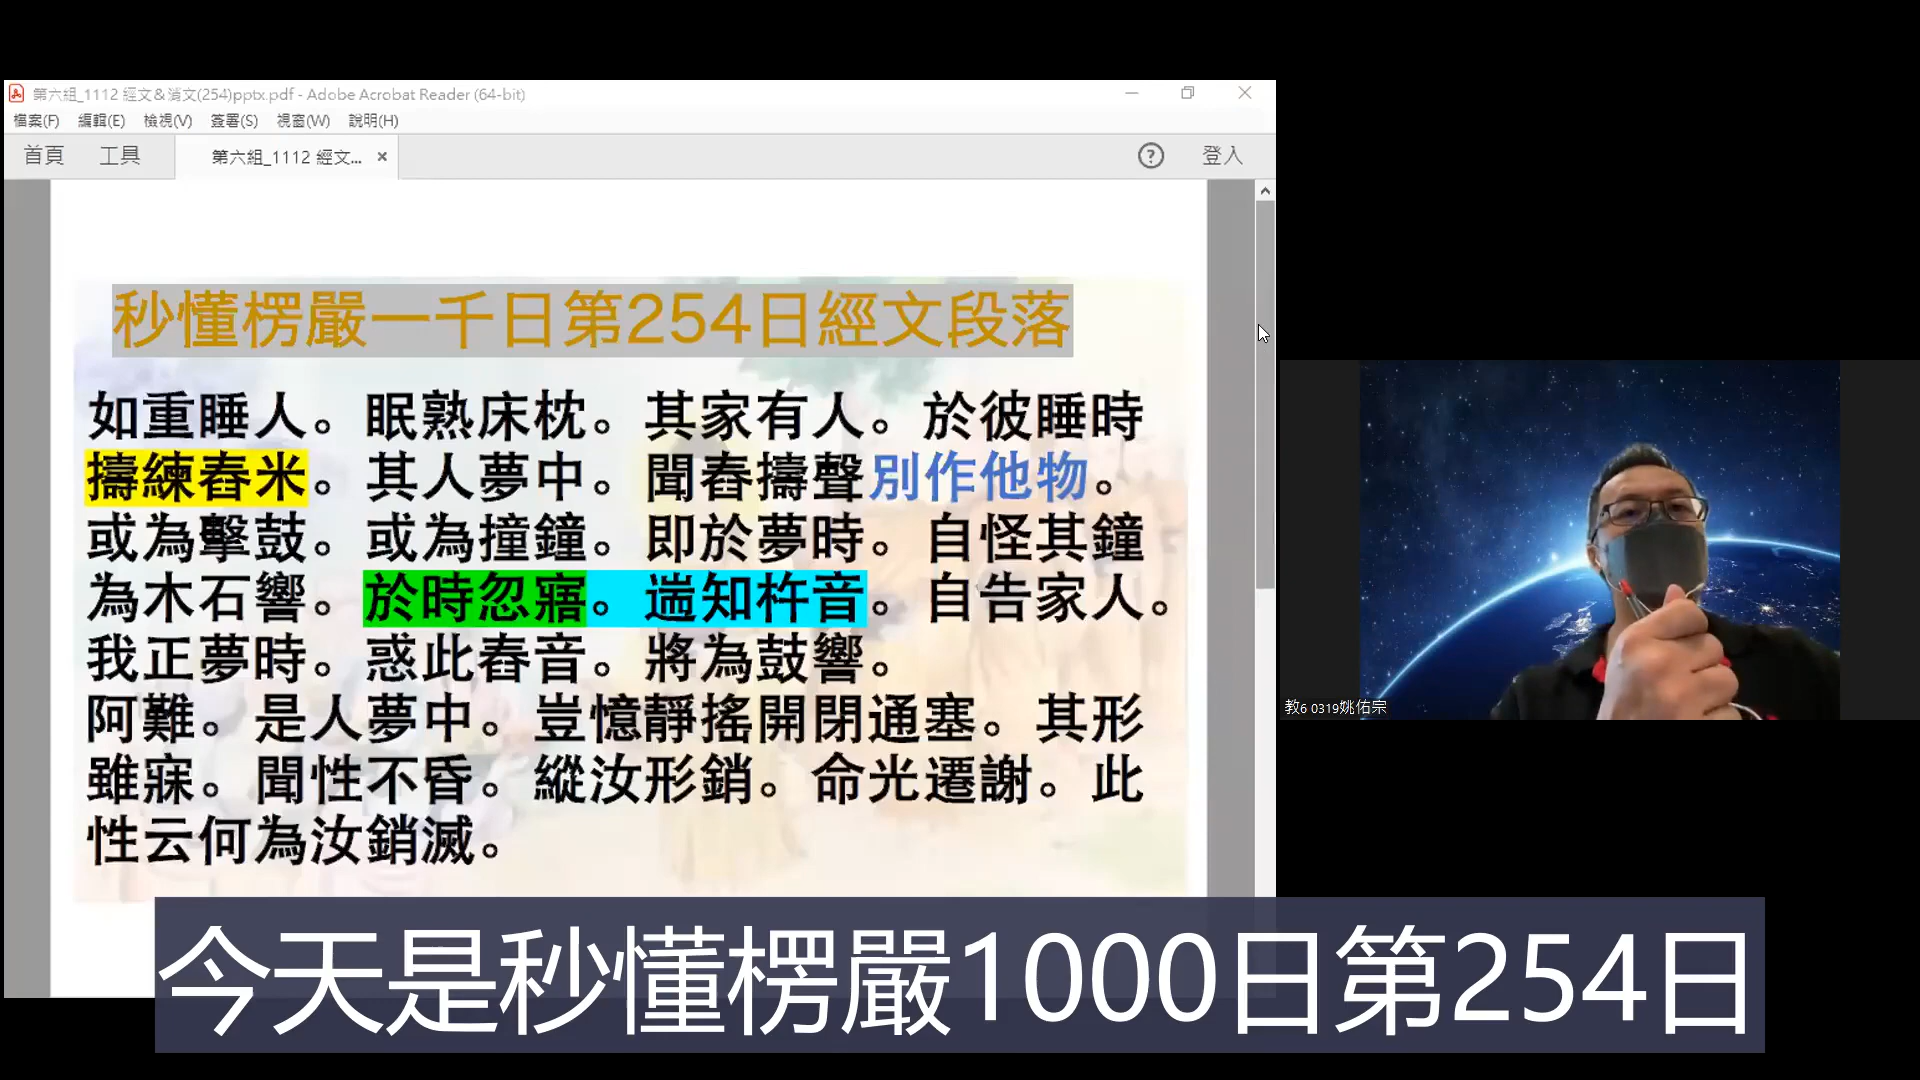 第六組_1112 經文&消文(254)pptx.pdf - Adobe Acrobat Reader (64-bit)
檔案(F) 編輯(E) 檢視(V) 簽署(S) 視窗(W) 說明(H)
首頁 工具 第六組_1112 經文... × ? 登入
秒懂楞嚴一千日第254日經文段落
如重睡人。眠熟床枕。其家有人。於彼睡時
擣練舂米。其人夢中。聞舂擣聲別作他物。
或為擊鼓。或為撞鐘。即於夢時。自怪其鐘
為木石響。於時忽寤。遄知杵音。自告家人。
我正夢時。惑此舂音。將為鼓響。
阿難。是人夢中。豈憶靜搖開閉通塞。其形
雖寐。聞性不昏。縱汝形銷。命光遷謝。此
性云何為汝銷滅。
教6 0319姚佑宗
今天是秒懂楞嚴1000日第254日